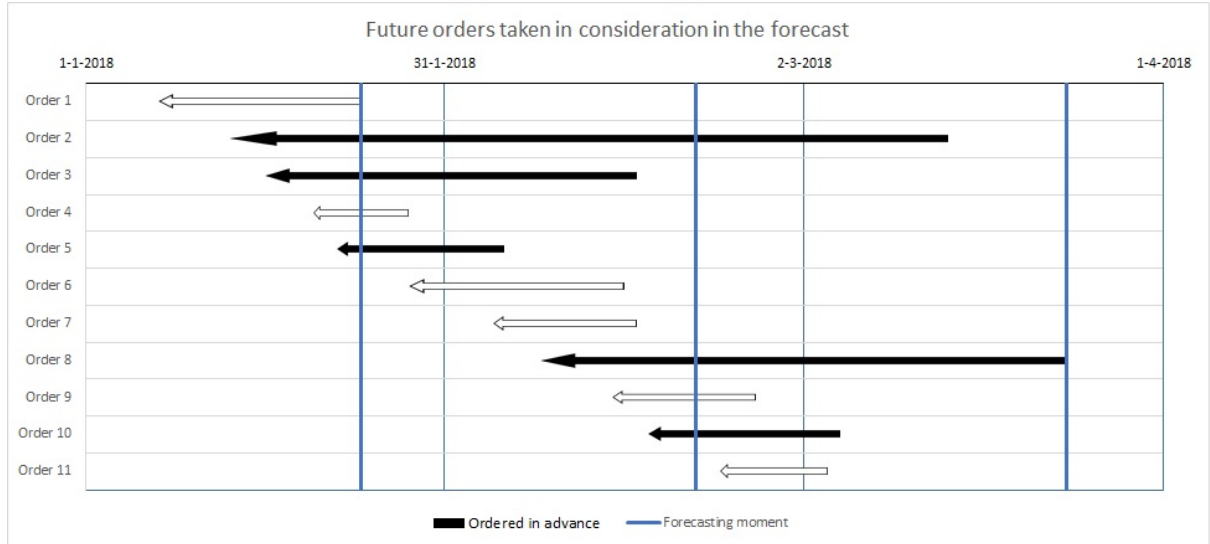 Future orders taken in consideration in the forecast
1-1-2018 31-1-2018 2-3-2018 1-4-2018
Order 1
Order 2
Order 3
Order 4
Order 5
Order 6
Order 7
Order 8
Order 9
Order 10
Order 11
Ordered in advance Forecasting moment